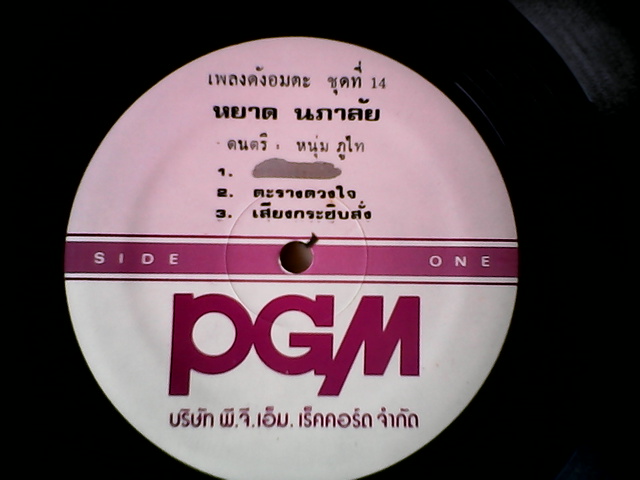 เพลงดังอมตะ ชุดที่ 14
หยาด นภาลัย
ดนตรี : หนุ่ม ภูไท
1.
2. ตะรางดวงใจ
3. เสียงกระซิบสั่ง
SIDE ONE
PGM
บริษัท พี.จี.เอ็ม. เร็คคอร์ด จำกัด